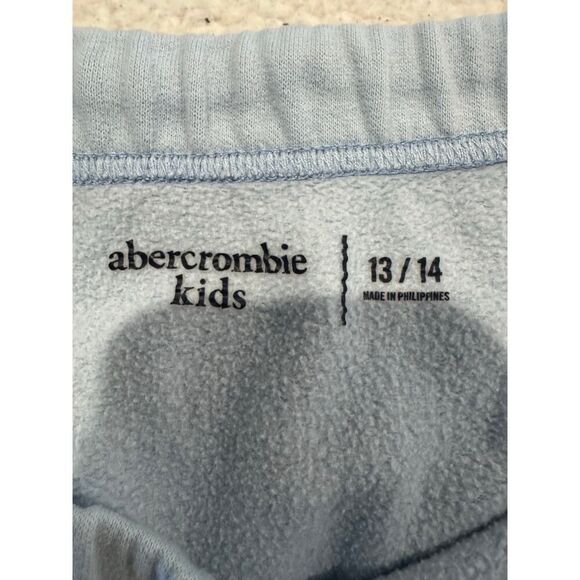 abercrombie
kids
13 / 14
MADE IN PHILIPPINES